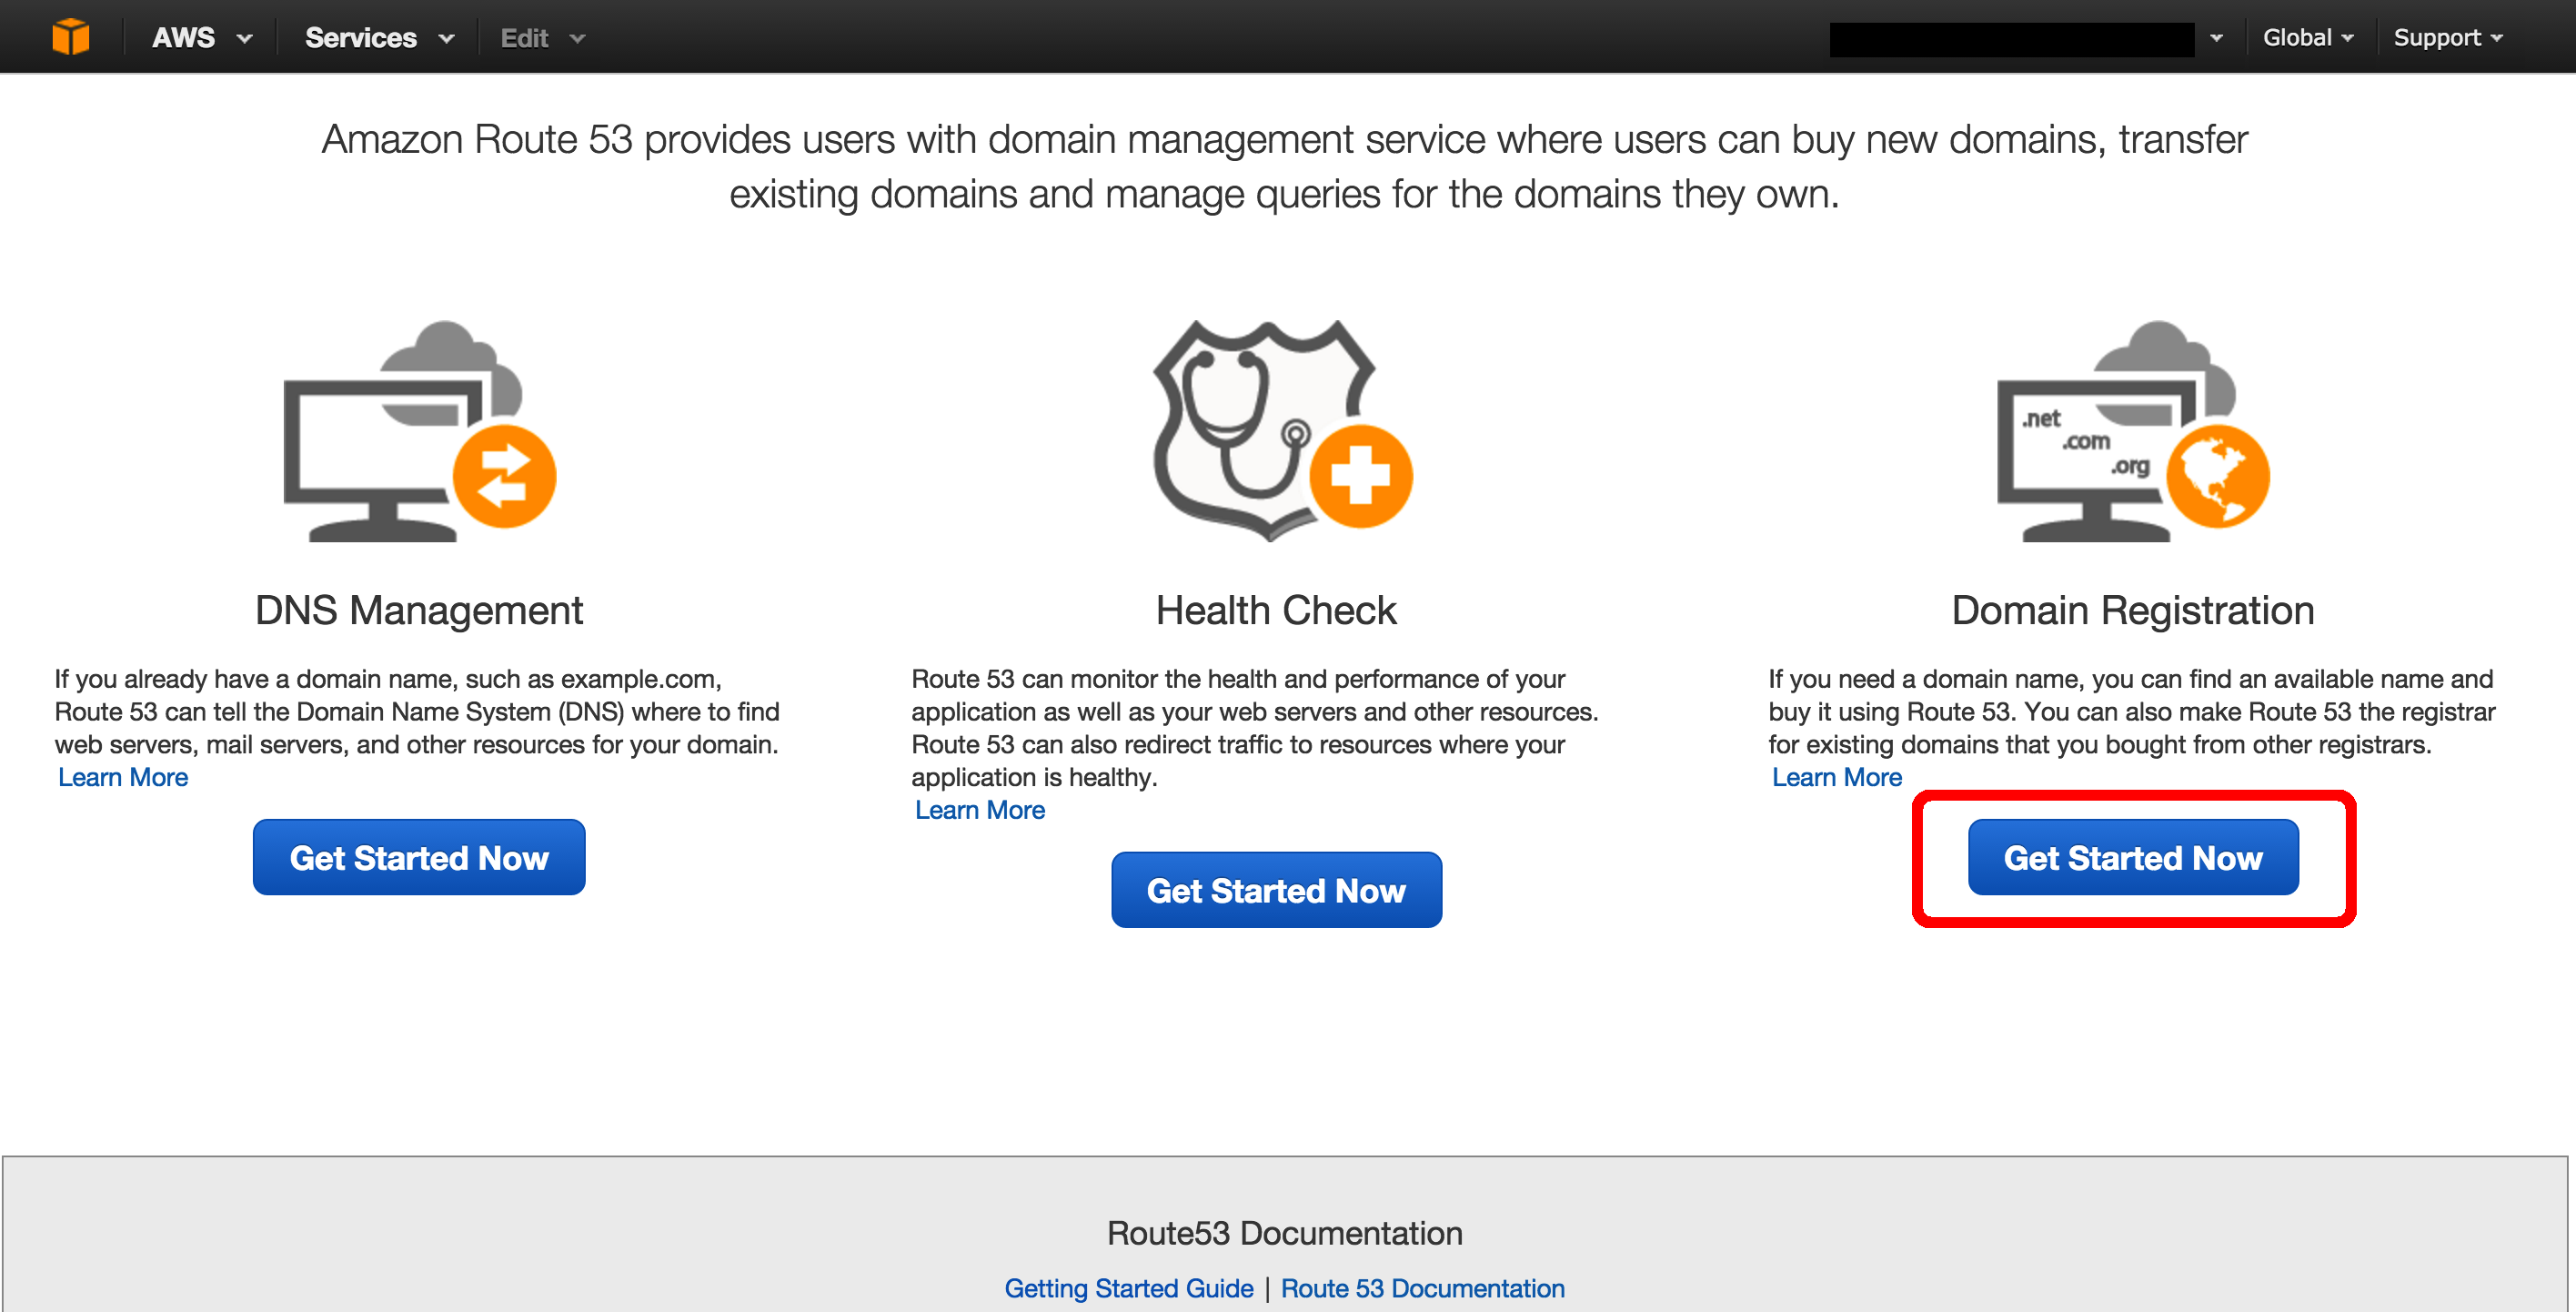 AWS Services Edit Global Support
Amazon Route 53 provides users with domain management service where users can buy new domains, transfer
existing domains and manage queries for the domains they own.
DNS Management
If you already have a domain name, such as example.com,
Route 53 can tell the Domain Name System (DNS) where to find
web servers, mail servers, and other resources for your domain.
Learn More
Get Started Now
Health Check
Route 53 can monitor the health and performance of your
application as well as your web servers and other resources.
Route 53 can also redirect traffic to resources where your
application is healthy.
Learn More
Get Started Now
.net
.com
.org
Domain Registration
If you need a domain name, you can find an available name and
buy it using Route 53. You can also make Route 53 the registrar
for existing domains that you bought from other registrars.
Learn More
Get Started Now
Route53 Documentation
Getting Started Guide | Route 53 Documentation